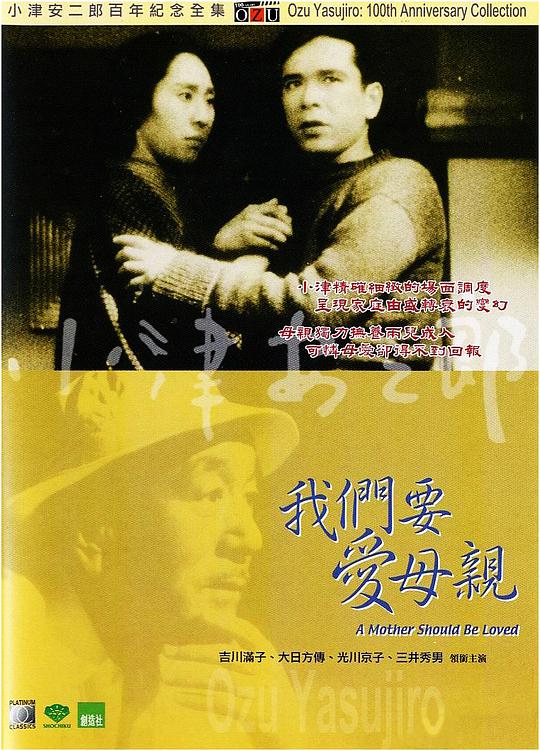 小津安二郎百年紀念全集 OZU Ozu Yasujiro: 100th Anniversary Collection
小津精確細緻的場面調度
呈現家庭由盛轉衰的變幻
母親獨力撫養兩兒成人
可憐母愛卻得不到回報
小津安二郎
我們要
愛母親
A Mother Should Be Loved
吉川滿子、大日方傳、光川京子、三井秀男 領銜主演
Ozu Yasujiro
PLATINUM
CLASSICS
SHOCHIKU
創造社